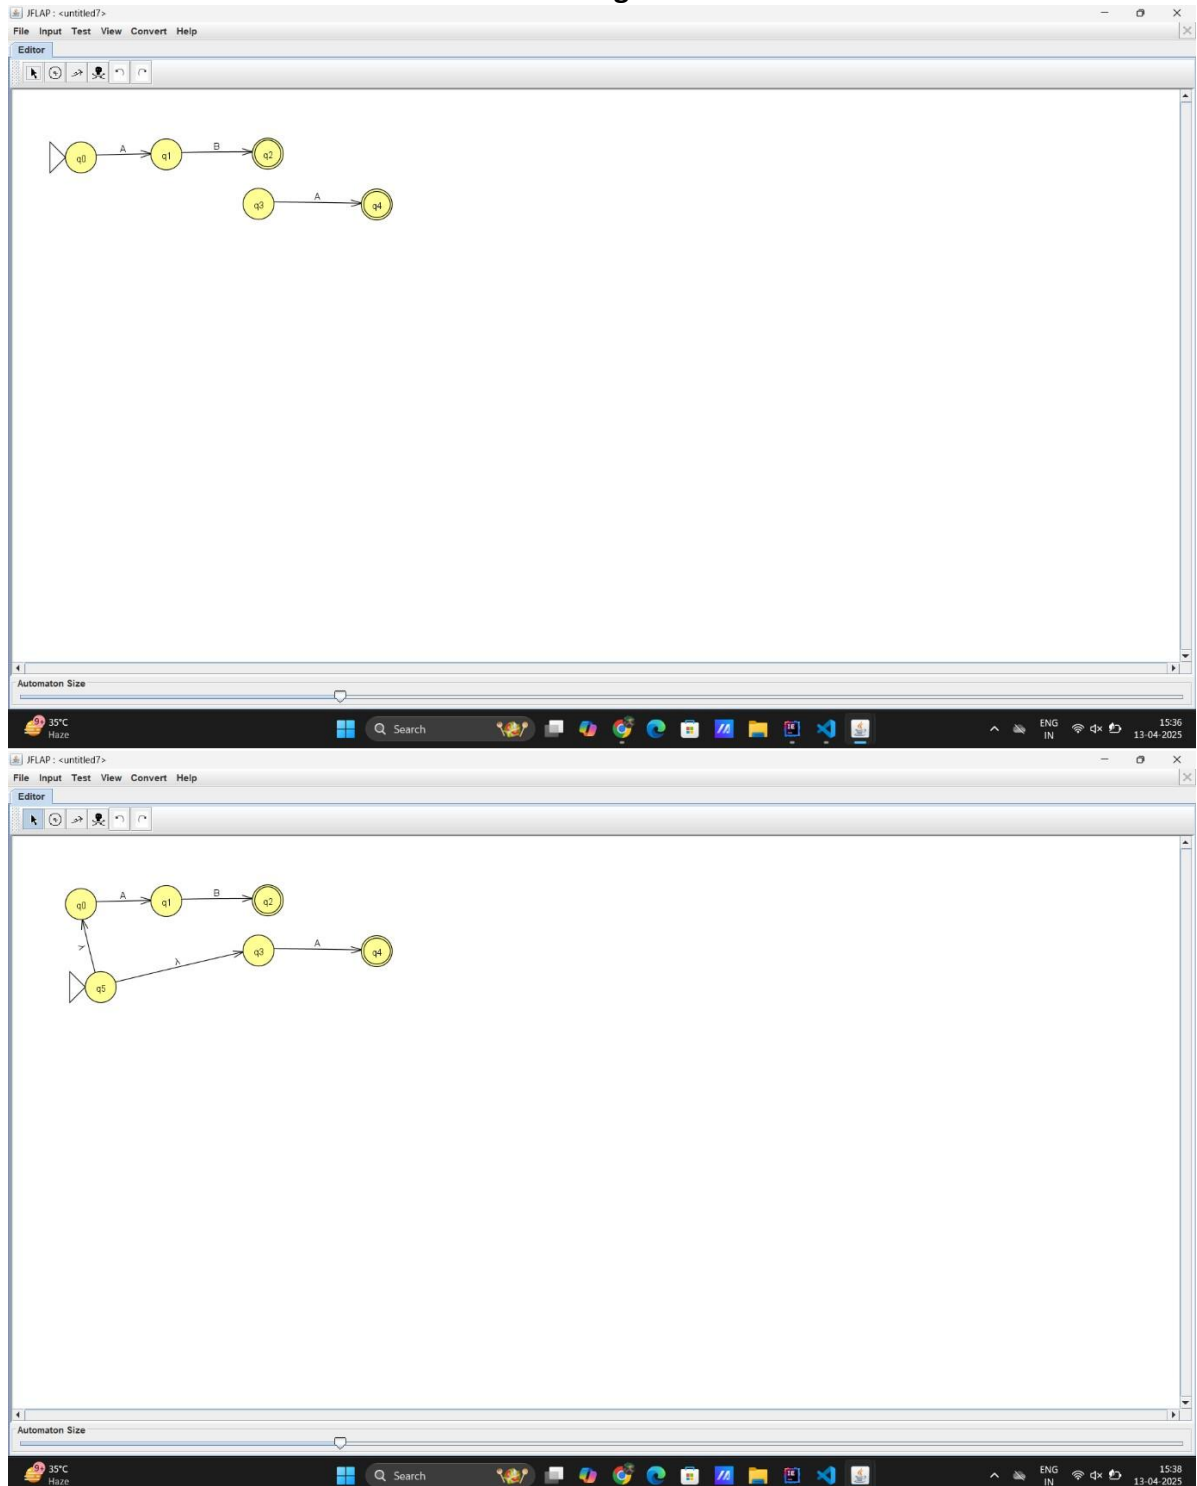 g
JFLAP : <untitled7>
File Input Test View Convert Help
Editor
A
B
q0
q1
q2
A
q3
q4
Automaton Size
9+
35°C
Haze
Search
ENG
IN
15:36
13-04-2025
JFLAP : <untitled7>
File Input Test View Convert Help
Editor
A
B
q0
q1
q2
λ
λ
A
q3
q4
q5
Automaton Size
9+
35°C
Haze
Search
ENG
IN
15:38
13-04-2025